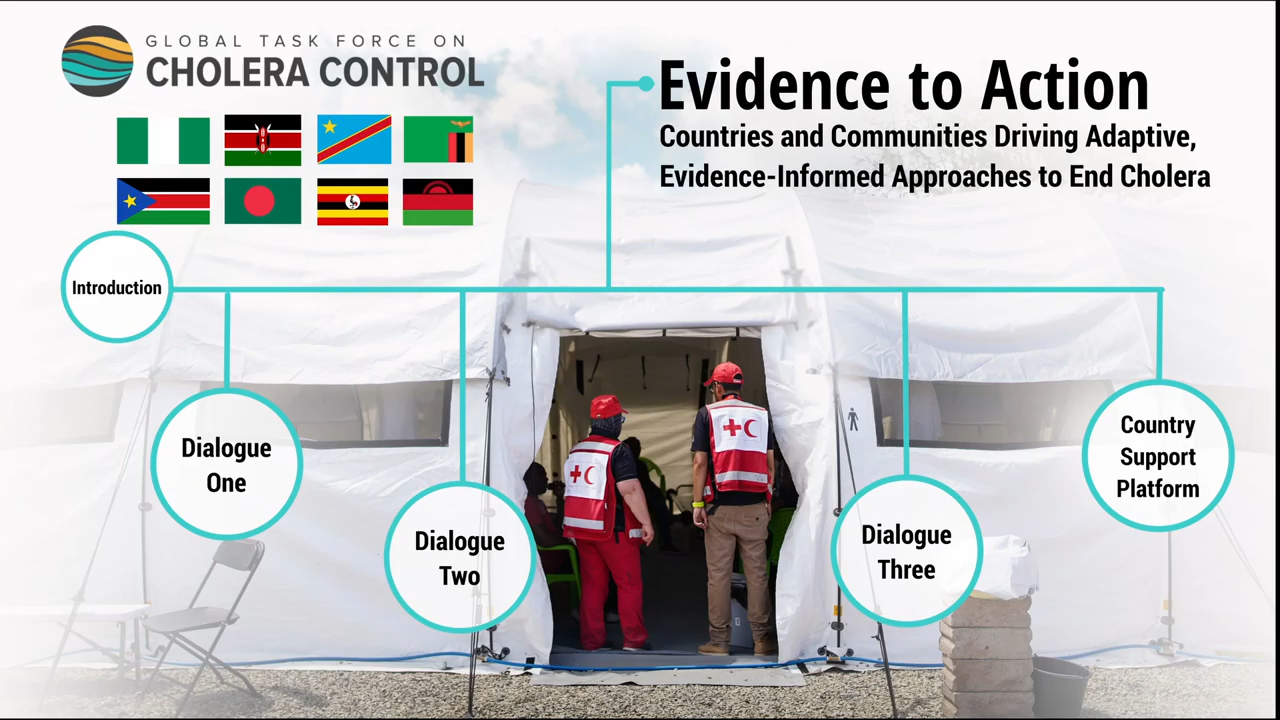 GLOBAL TASK FORCE ON
CHOLERA CONTROL
Evidence to Action
Countries and Communities Driving Adaptive,
Evidence-Informed Approaches to End Cholera
Introduction
Dialogue
One
Dialogue
Two
Dialogue
Three
Country
Support
Platform